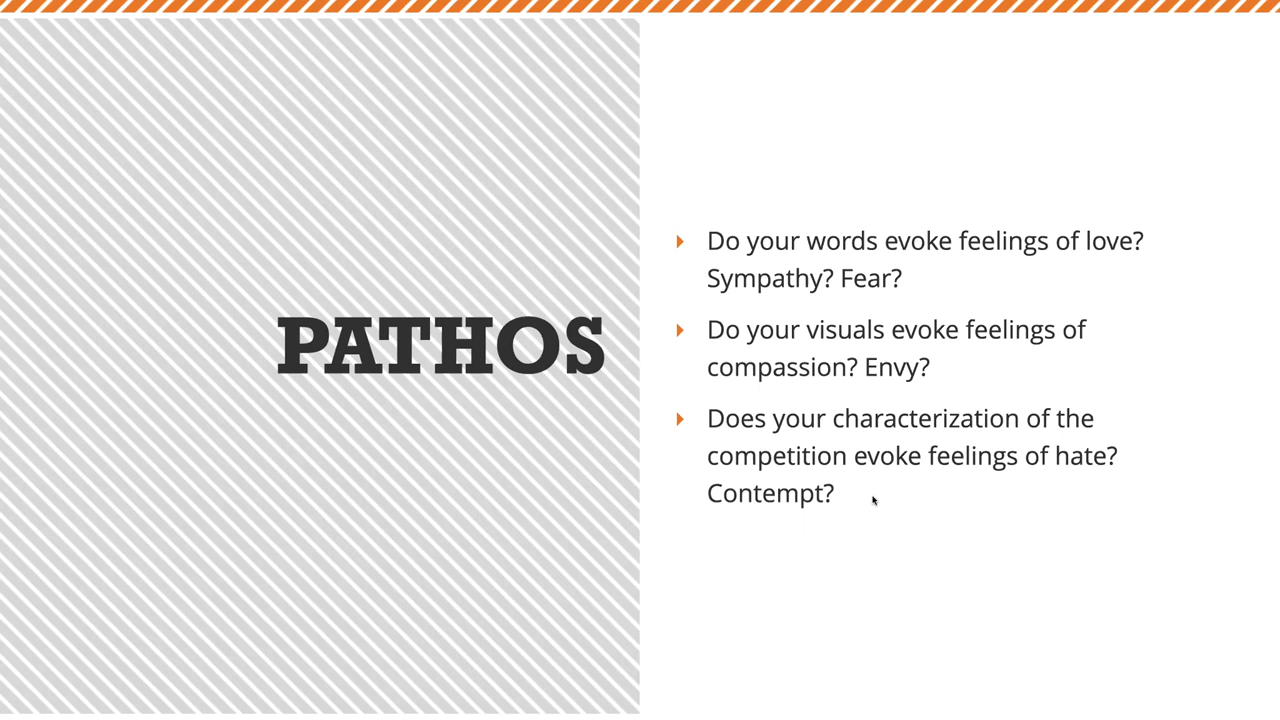 PATHOS
Do your words evoke feelings of love?
Sympathy? Fear?
Do your visuals evoke feelings of
compassion? Envy?
Does your characterization of the
competition evoke feelings of hate?
Contempt?